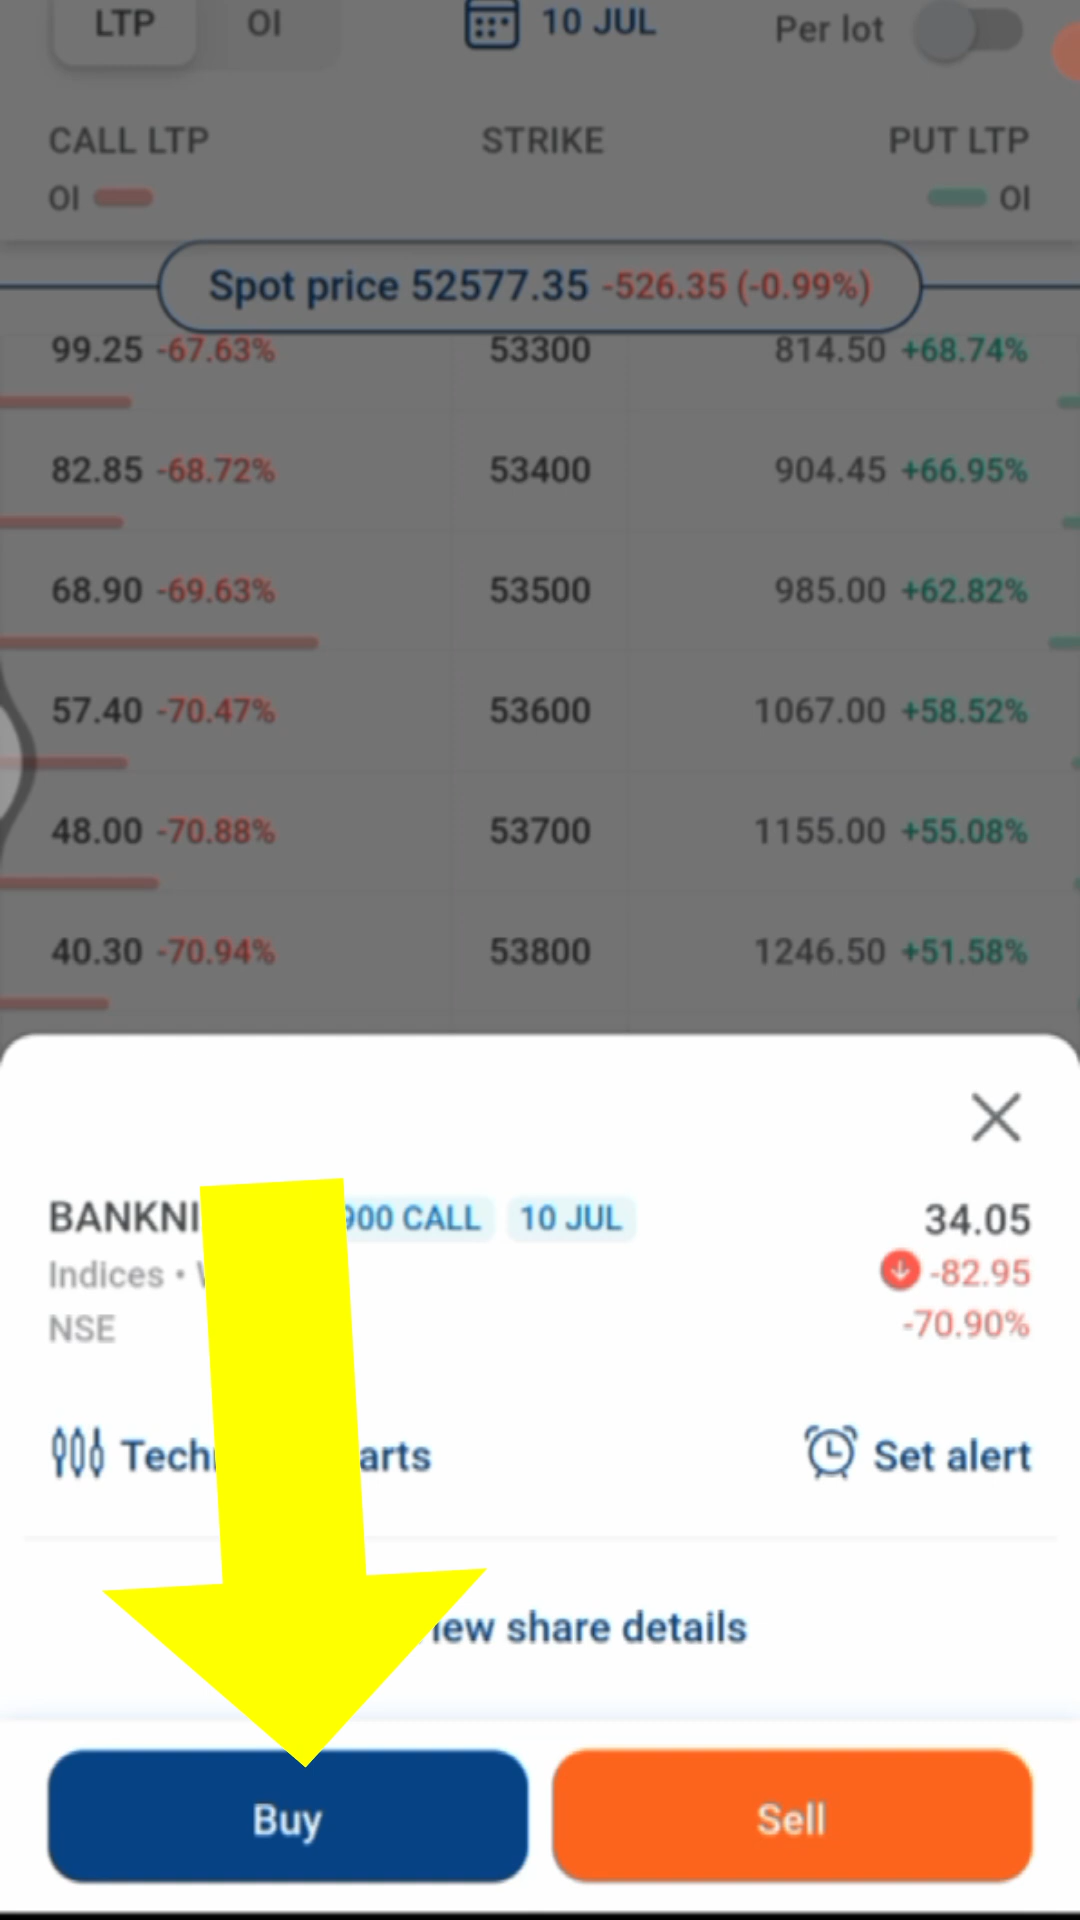 LTP OI 10 JUL Per lot
CALL LTP STRIKE PUT LTP
OI OI
Spot price 52577.35 -526.35 (-0.99%)
99.25 -67.63% 53300 814.50 +68.74%
82.85 -68.72% 53400 904.45 +66.95%
68.90 -69.63% 53500 985.00 +62.82%
57.40 -70.47% 53600 1067.00 +58.52%
48.00 -70.88% 53700 1155.00 +55.08%
40.30 -70.94% 53800 1246.50 +51.58%
900 CALL 10 JUL 34.05
Indices • -82.95
NSE -70.90%
Set alert
share details
Buy Sell